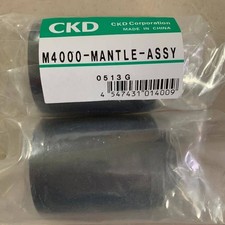 CKD
CKD Corporation
MADE IN CHINA
M4000-MANTLE-ASSY
0513G
4 547431 014009